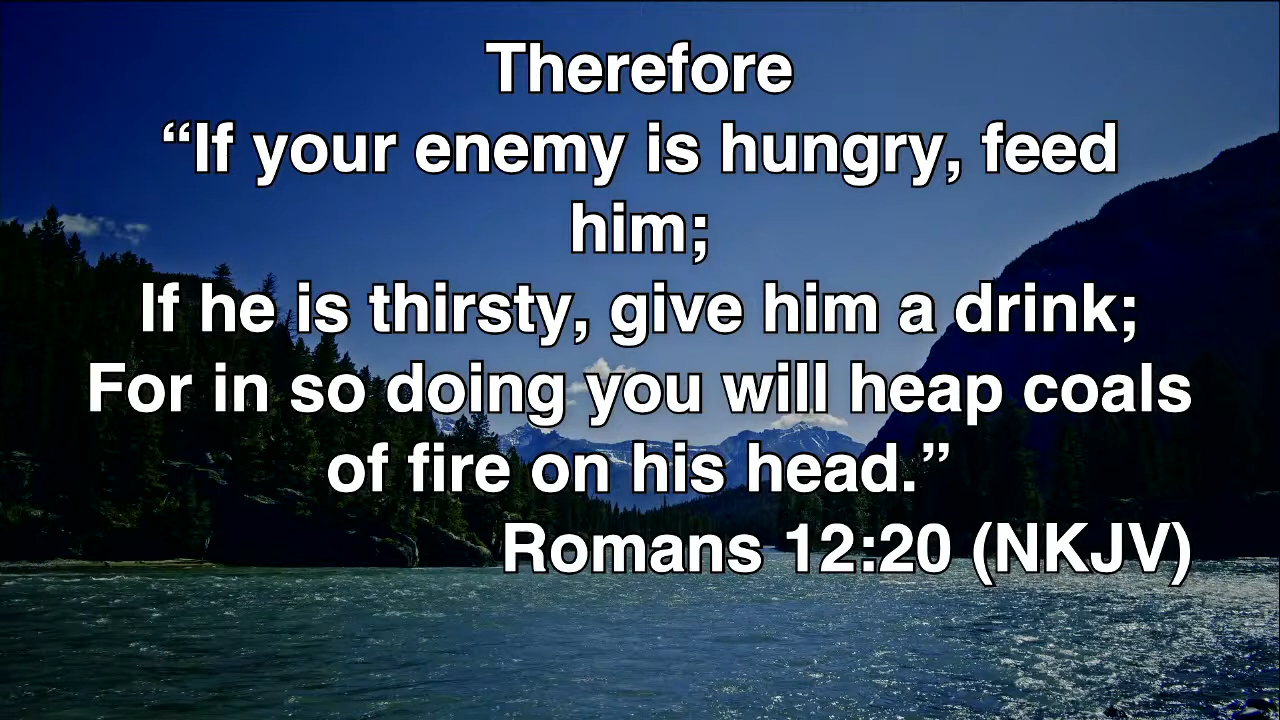 Therefore
“If your enemy is hungry, feed
him;
If he is thirsty, give him a drink;
For in so doing you will heap coals
of fire on his head.”
Romans 12:20 (NKJV)